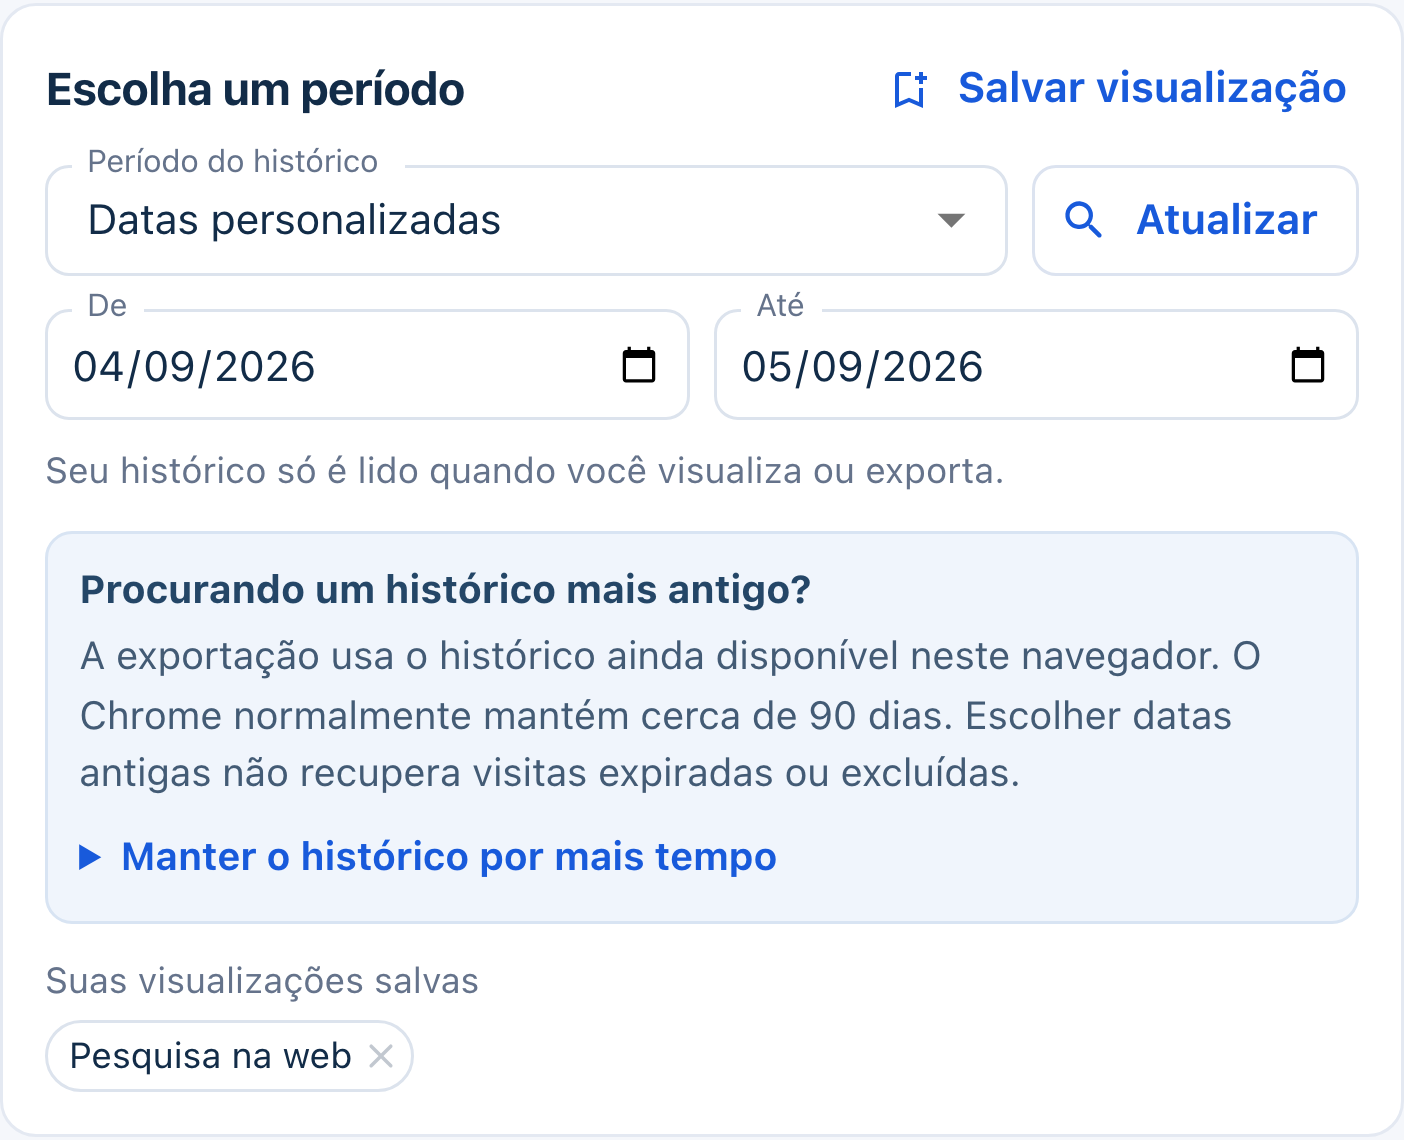 Escolha um período
Salvar visualização
Período do histórico
Datas personalizadas
Atualizar
De
04/09/2026
Até
05/09/2026
Seu histórico só é lido quando você visualiza ou exporta.
Procurando um histórico mais antigo?
A exportação usa o histórico ainda disponível neste navegador. O
Chrome normalmente mantém cerca de 90 dias. Escolher datas
antigas não recupera visitas expiradas ou excluídas.
Manter o histórico por mais tempo
Suas visualizações salvas
Pesquisa na web